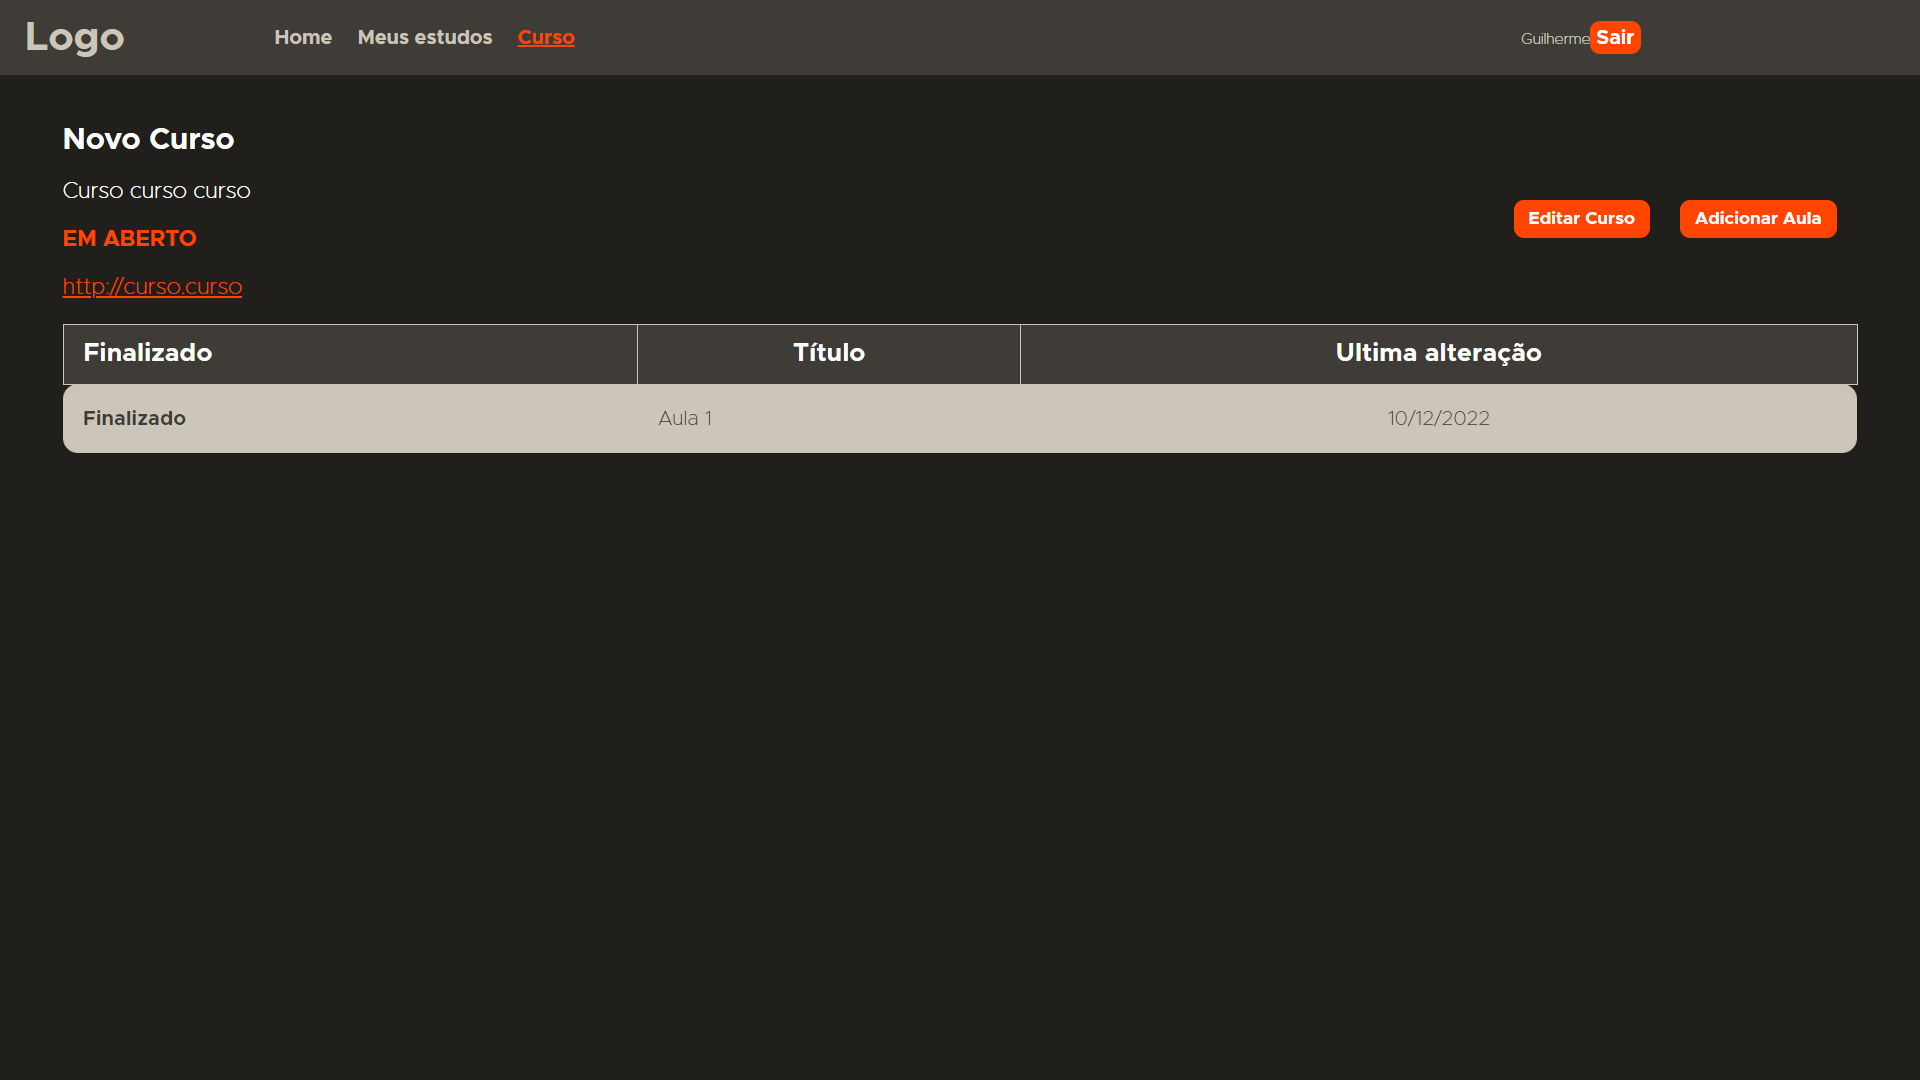 Logo Home Meus estudos Curso Guilherme Sair
Novo Curso
Curso curso curso
EM ABERTO
Editar Curso Adicionar Aula
http://curso.curso
Finalizado Título Ultima alteração
Finalizado Aula 1 10/12/2022